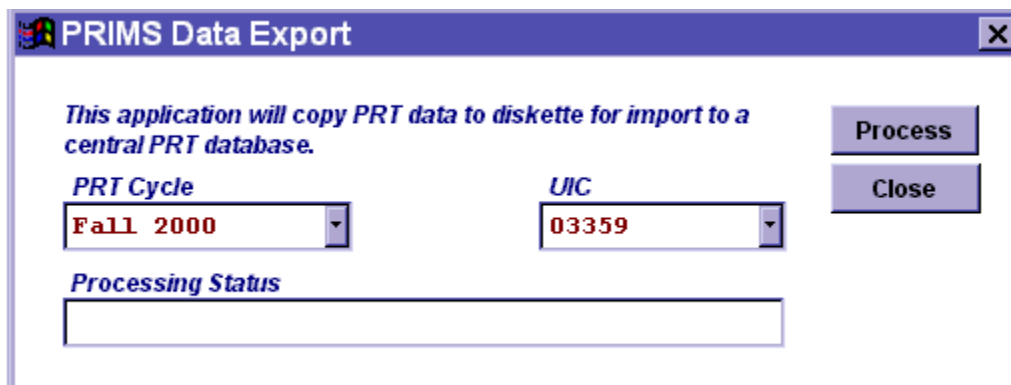 PRIMS Data Export
This application will copy PRT data to diskette for import to a
central PRT database.
Process
Close
PRT Cycle
UIC
Fall 2000
03359
Processing Status